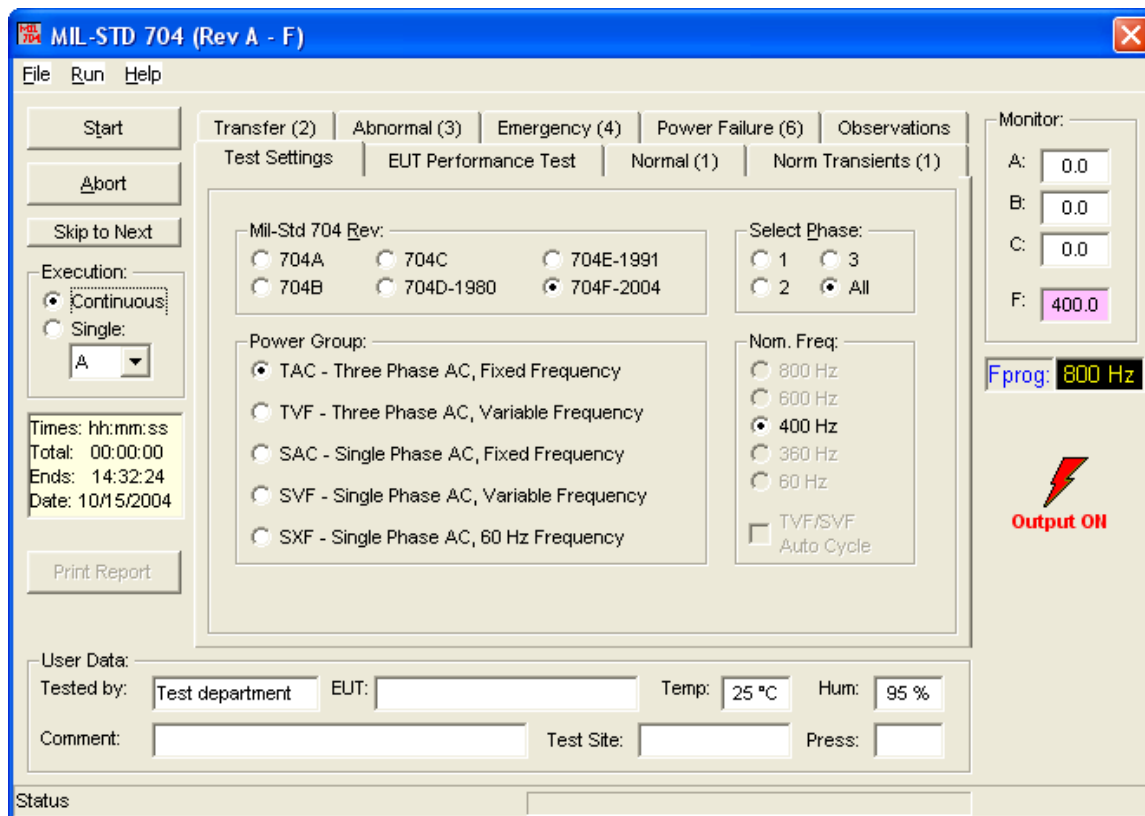 MIL
704
MIL-STD 704 (Rev A - F)
File Run Help
Start
Abort
Skip to Next
Execution:
Continuous
Single:
A
Times: hh:mm:ss
Total: 00:00:00
Ends: 14:32:24
Date: 10/15/2004
Print Report
Transfer (2) Abnormal (3) Emergency (4) Power Failure (6) Observations
Test Settings EUT Performance Test Normal (1) Norm Transients (1)
Mil-Std 704 Rev:
704A 704C 704E-1991
704B 704D-1980 704F-2004
Select Phase:
1 3
2 All
Power Group:
TAC - Three Phase AC, Fixed Frequency
TVF - Three Phase AC, Variable Frequency
SAC - Single Phase AC, Fixed Frequency
SVF - Single Phase AC, Variable Frequency
SXF - Single Phase AC, 60 Hz Frequency
Nom. Freq:
800 Hz
600 Hz
400 Hz
360 Hz
60 Hz
TVF/SVF
Auto Cycle
Monitor:
A: 0.0
B: 0.0
C: 0.0
F: 400.0
Fprog: 800 Hz
Output ON
User Data:
Tested by: Test department EUT: Temp: 25 °C Hum: 95 %
Comment: Test Site: Press:
Status